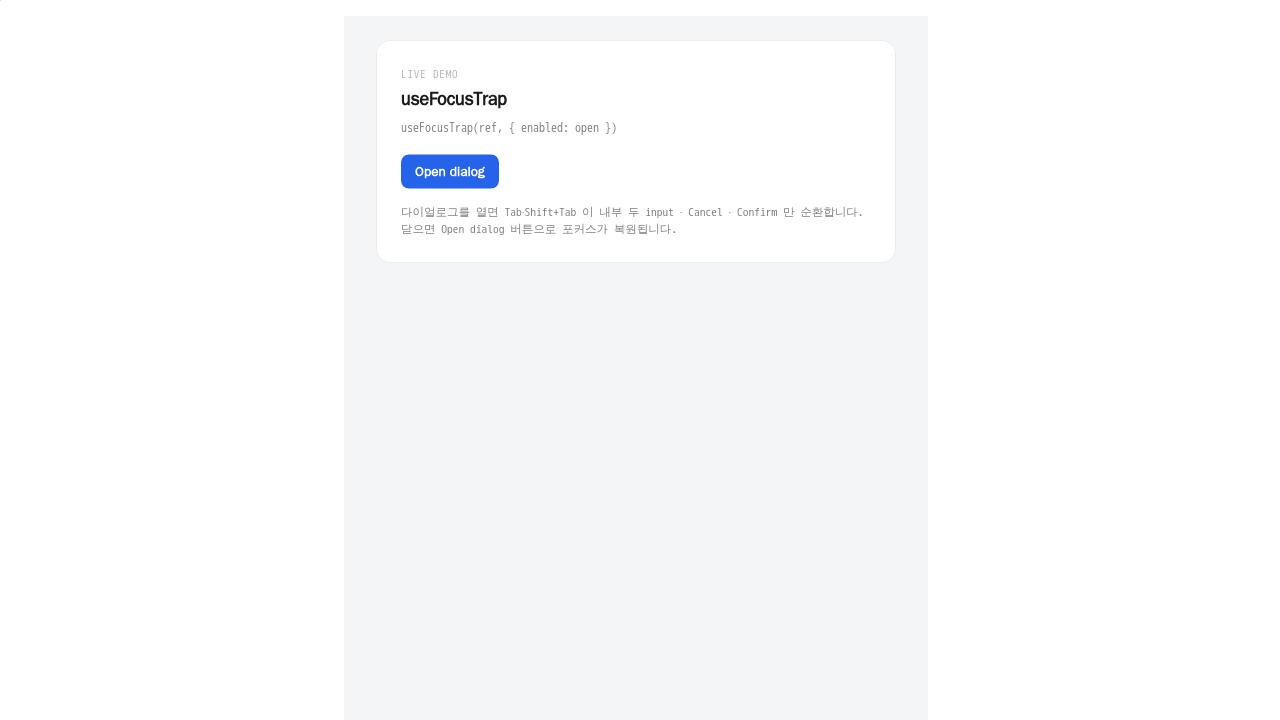 LIVE DEMO
useFocusTrap
useFocusTrap(ref, { enabled: open })
Open dialog
다이얼로그를 열면 Tab·Shift+Tab 이 내부 두 input · Cancel · Confirm 만 순환합니다.
닫으면 Open dialog 버튼으로 포커스가 복원됩니다.